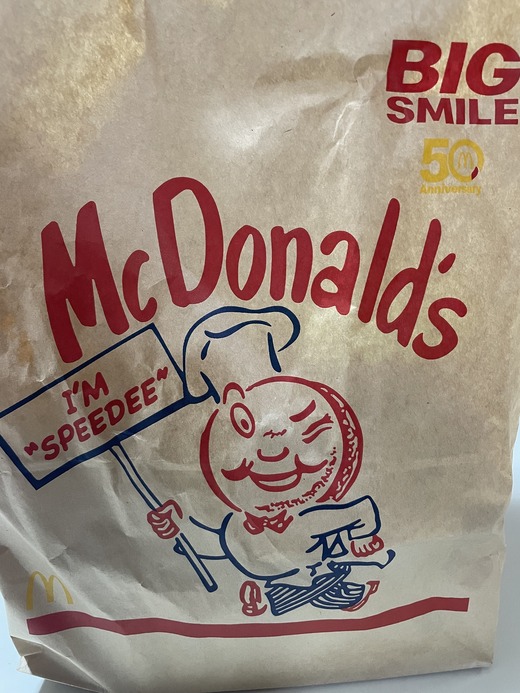 BIG
SMILE
50
Anniversary
McDonald's
I'M
"SPEEDEE"